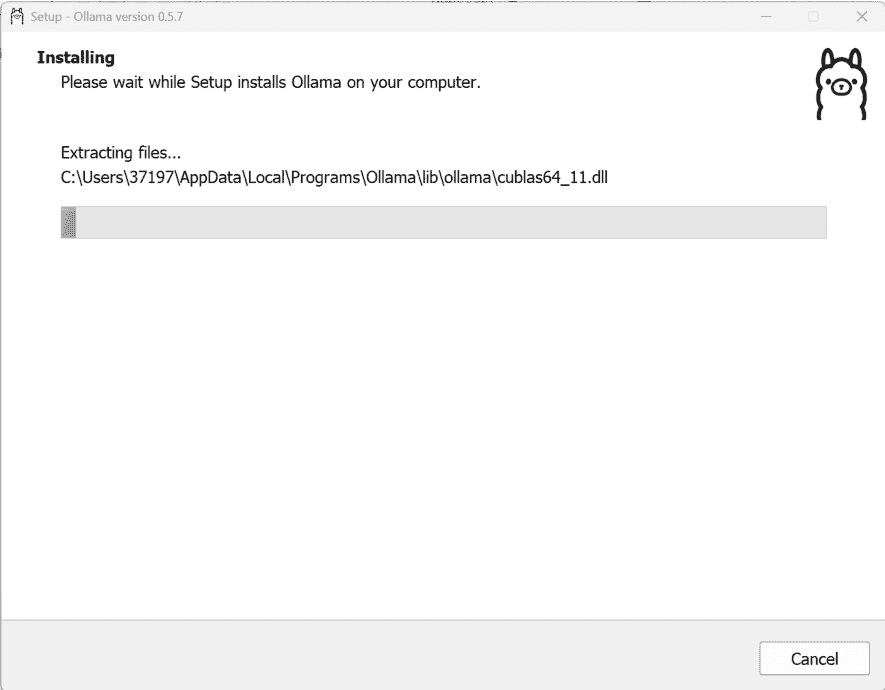 Setup - Ollama version 0.5.7
Installing
Please wait while Setup installs Ollama on your computer.
Extracting files...
C:\Users\37197\AppData\Local\Programs\Ollama\lib\ollama\cublas64_11.dll
Cancel